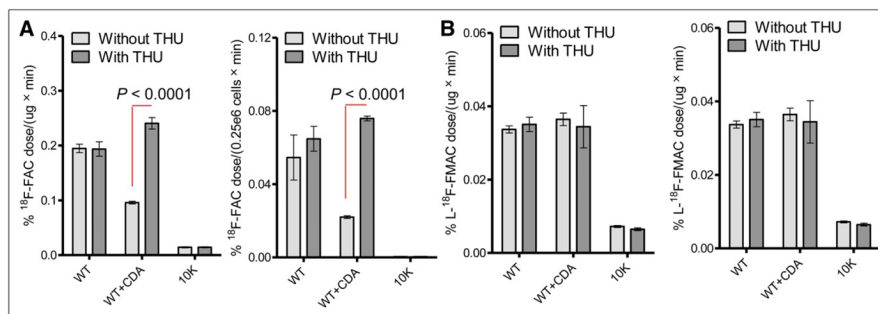 A
Without THU
With THU
P < 0.0001
% ¹⁸F-FAC dose/(ug × min)
0.4
0.3
0.2
0.1
0.0
WT
WT+CDA
10K
Without THU
With THU
P < 0.0001
% ¹⁸F-FAC dose/(0.25e6 cells × min)
0.12
0.08
0.04
0.00
WT
WT+CDA
10K
B
Without THU
With THU
% L-¹⁸F-FMAC dose/(ug × min)
0.06
0.04
0.02
0.00
WT
WT+CDA
10K
Without THU
With THU
% L-¹⁸F-FMAC dose/(ug × min)
0.06
0.04
0.02
0.00
WT
WT+CDA
10K